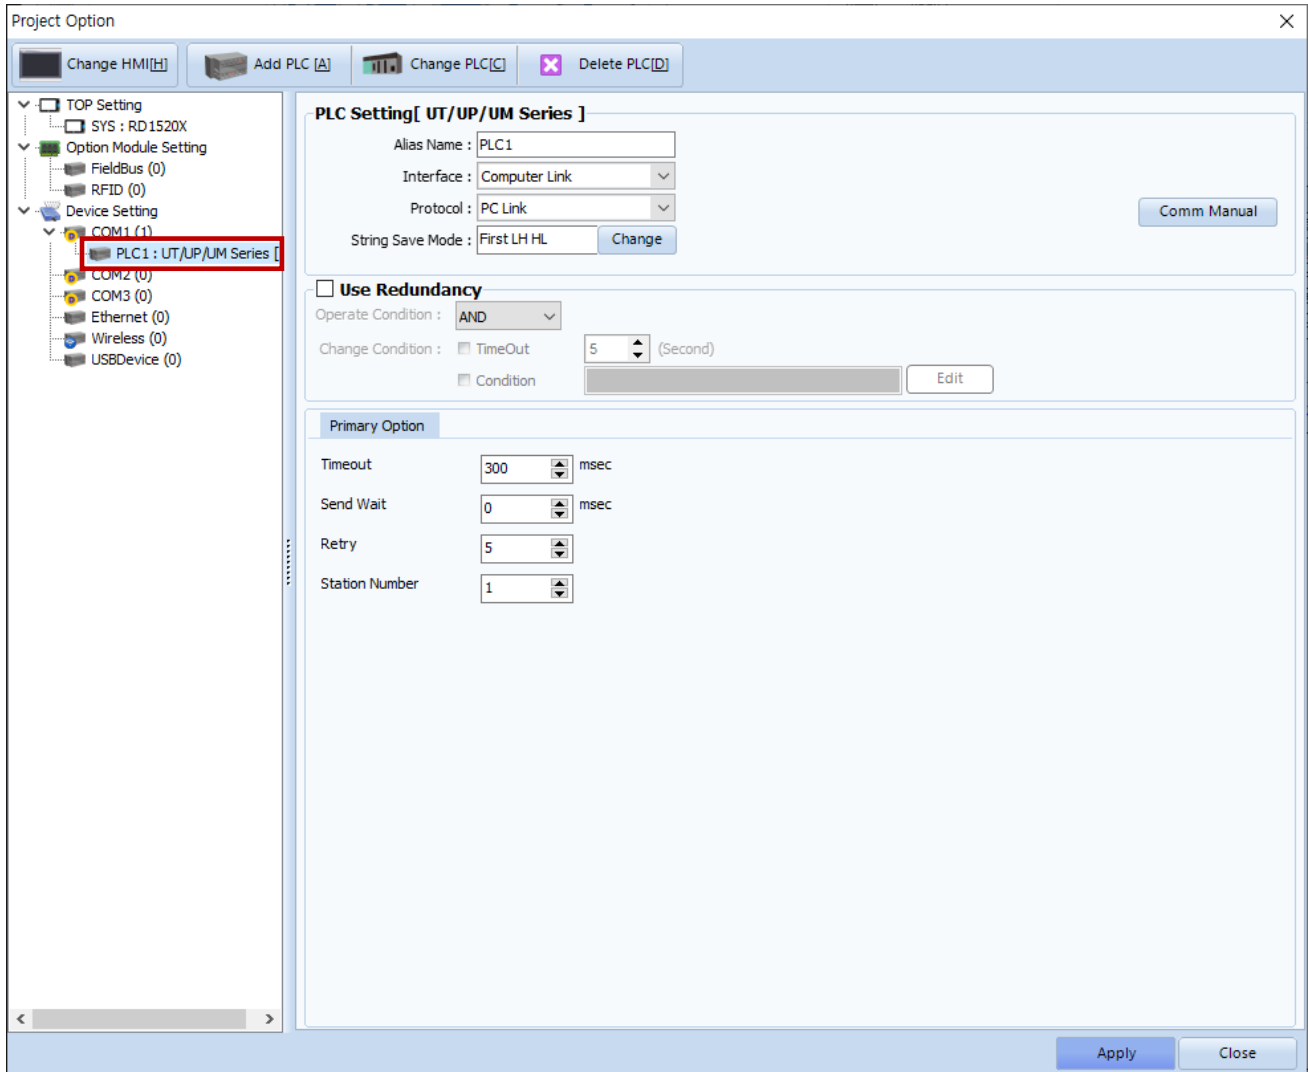 Project Option
Change HMI[H]
Add PLC [A]
Change PLC[C]
Delete PLC[D]
TOP Setting
SYS : RD1520X
Option Module Setting
FieldBus (0)
RFID (0)
Device Setting
COM1 (1)
PLC1 : UT/UP/UM Series [
COM2 (0)
COM3 (0)
Ethernet (0)
Wireless (0)
USBDevice (0)
PLC Setting[ UT/UP/UM Series ]
Alias Name : PLC1
Interface : Computer Link
Protocol : PC Link
Comm Manual
String Save Mode : First LH HL Change
Use Redundancy
Operate Condition : AND
Change Condition : TimeOut 5 (Second)
Condition Edit
Primary Option
Timeout 300 msec
Send Wait 0 msec
Retry 5
Station Number 1
Apply Close